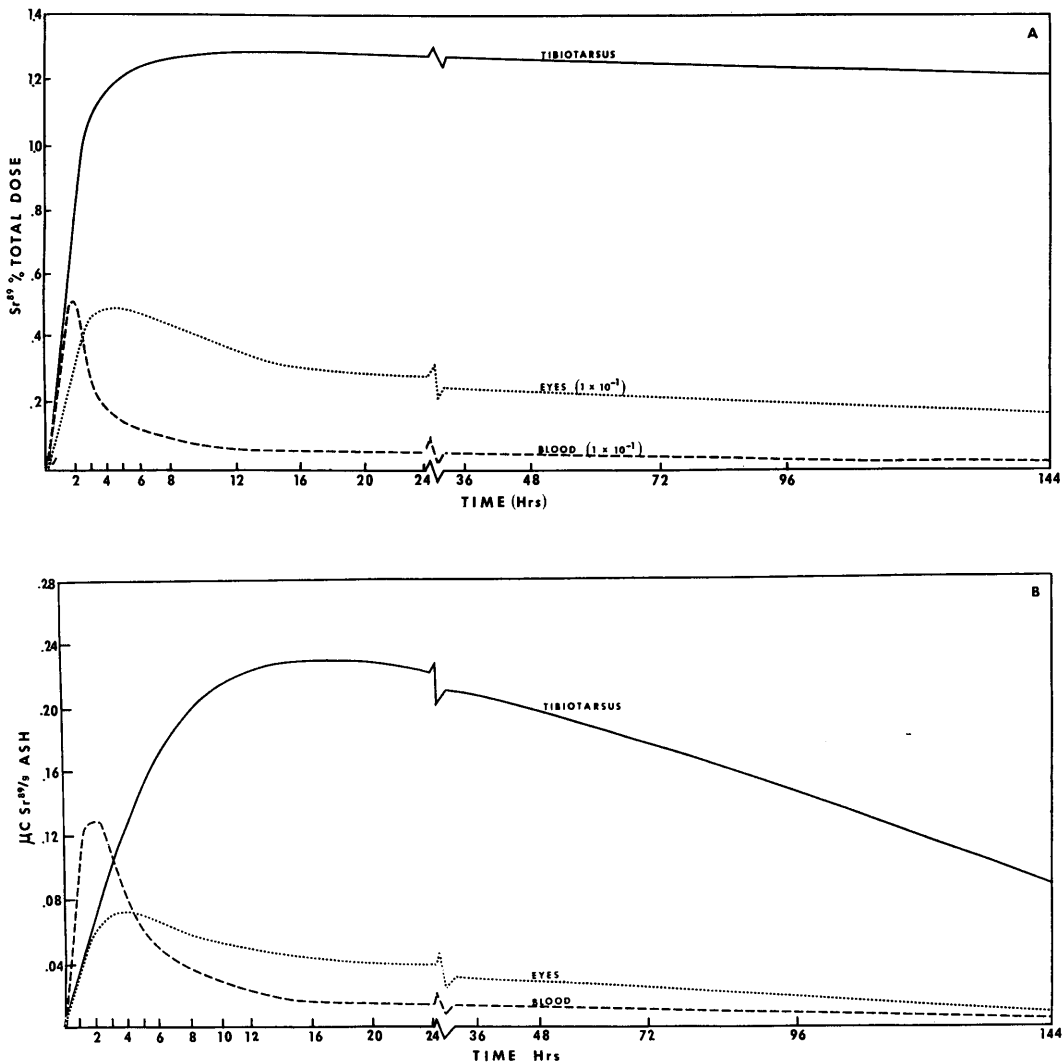 A
1.4
1.2
1.0
.8
.6
.4
.2
Sr⁸⁹ % TOTAL DOSE
TIBIOTARSUS
EYES (1 x 10⁻¹)
BLOOD (1 x 10⁻¹)
2 4 6 8 12 16 20 24 36 48 72 96 144
TIME (Hrs)
B
.28
.24
.20
.16
.12
.08
.04
μC Sr⁸⁹/g ASH
TIBIOTARSUS
EYES
BLOOD
2 4 6 8 10 12 16 20 24 36 48 72 96 144
TIME Hrs